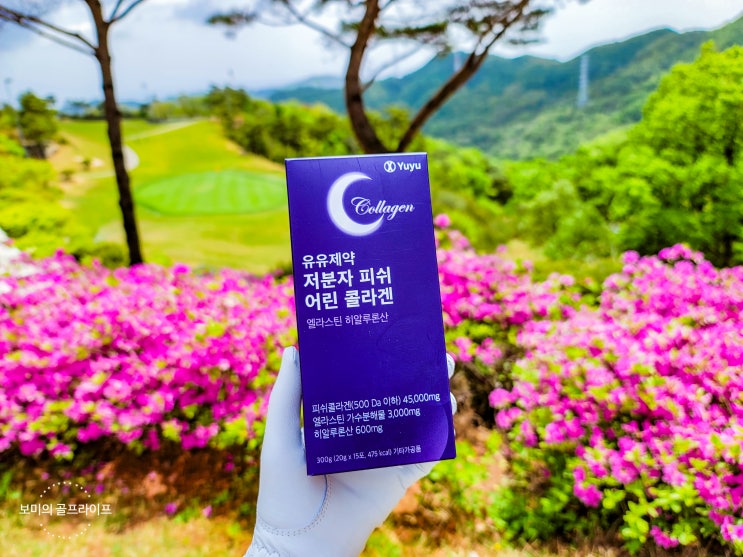 Yuyu
Collagen
유유제약
저분자 피쉬
어린 콜라겐
엘라스틴 히알루론산
피쉬콜라겐(500 Da 이하) 45,000mg
엘라스틴 가수분해물 3,000mg
히알루론산 600mg
300g (20g x 15포, 475 kcal) 기타가공품
보미의 골프라이프